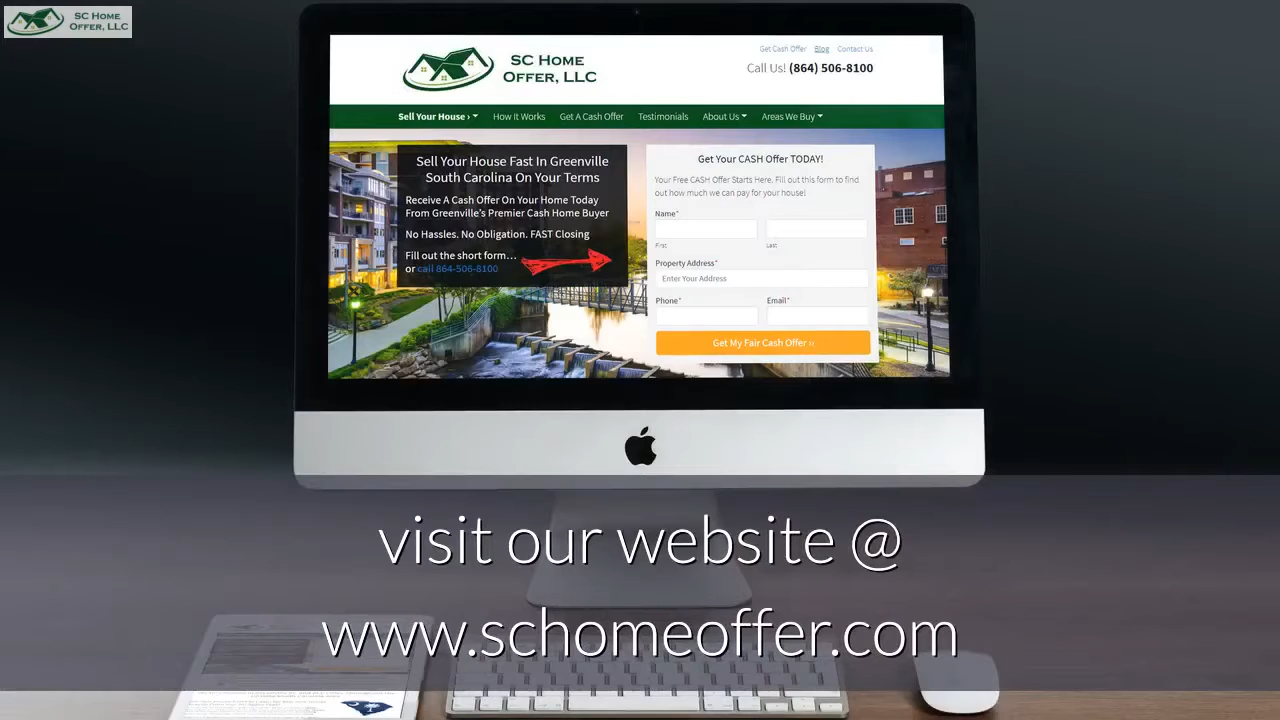 SC HOME
OFFER, LLC
SC HOME
OFFER, LLC
Get Cash Offer Blog Contact Us
Call Us! (864) 506-8100
Sell Your House › How It Works Get A Cash Offer Testimonials About Us Areas We Buy
Sell Your House Fast In Greenville
South Carolina On Your Terms
Receive A Cash Offer On Your Home Today
From Greenville's Premier Cash Home Buyer
No Hassles. No Obligation. FAST Closing
Fill out the short form…
or call 864-506-8100
Get Your CASH Offer TODAY!
Your Free CASH Offer Starts Here. Fill out this form to find
out how much we can pay for your house!
Name*
First Last
Property Address*
Enter Your Address
Phone* Email*
Get My Fair Cash Offer ››
visit our website @
www.schomeoffer.com